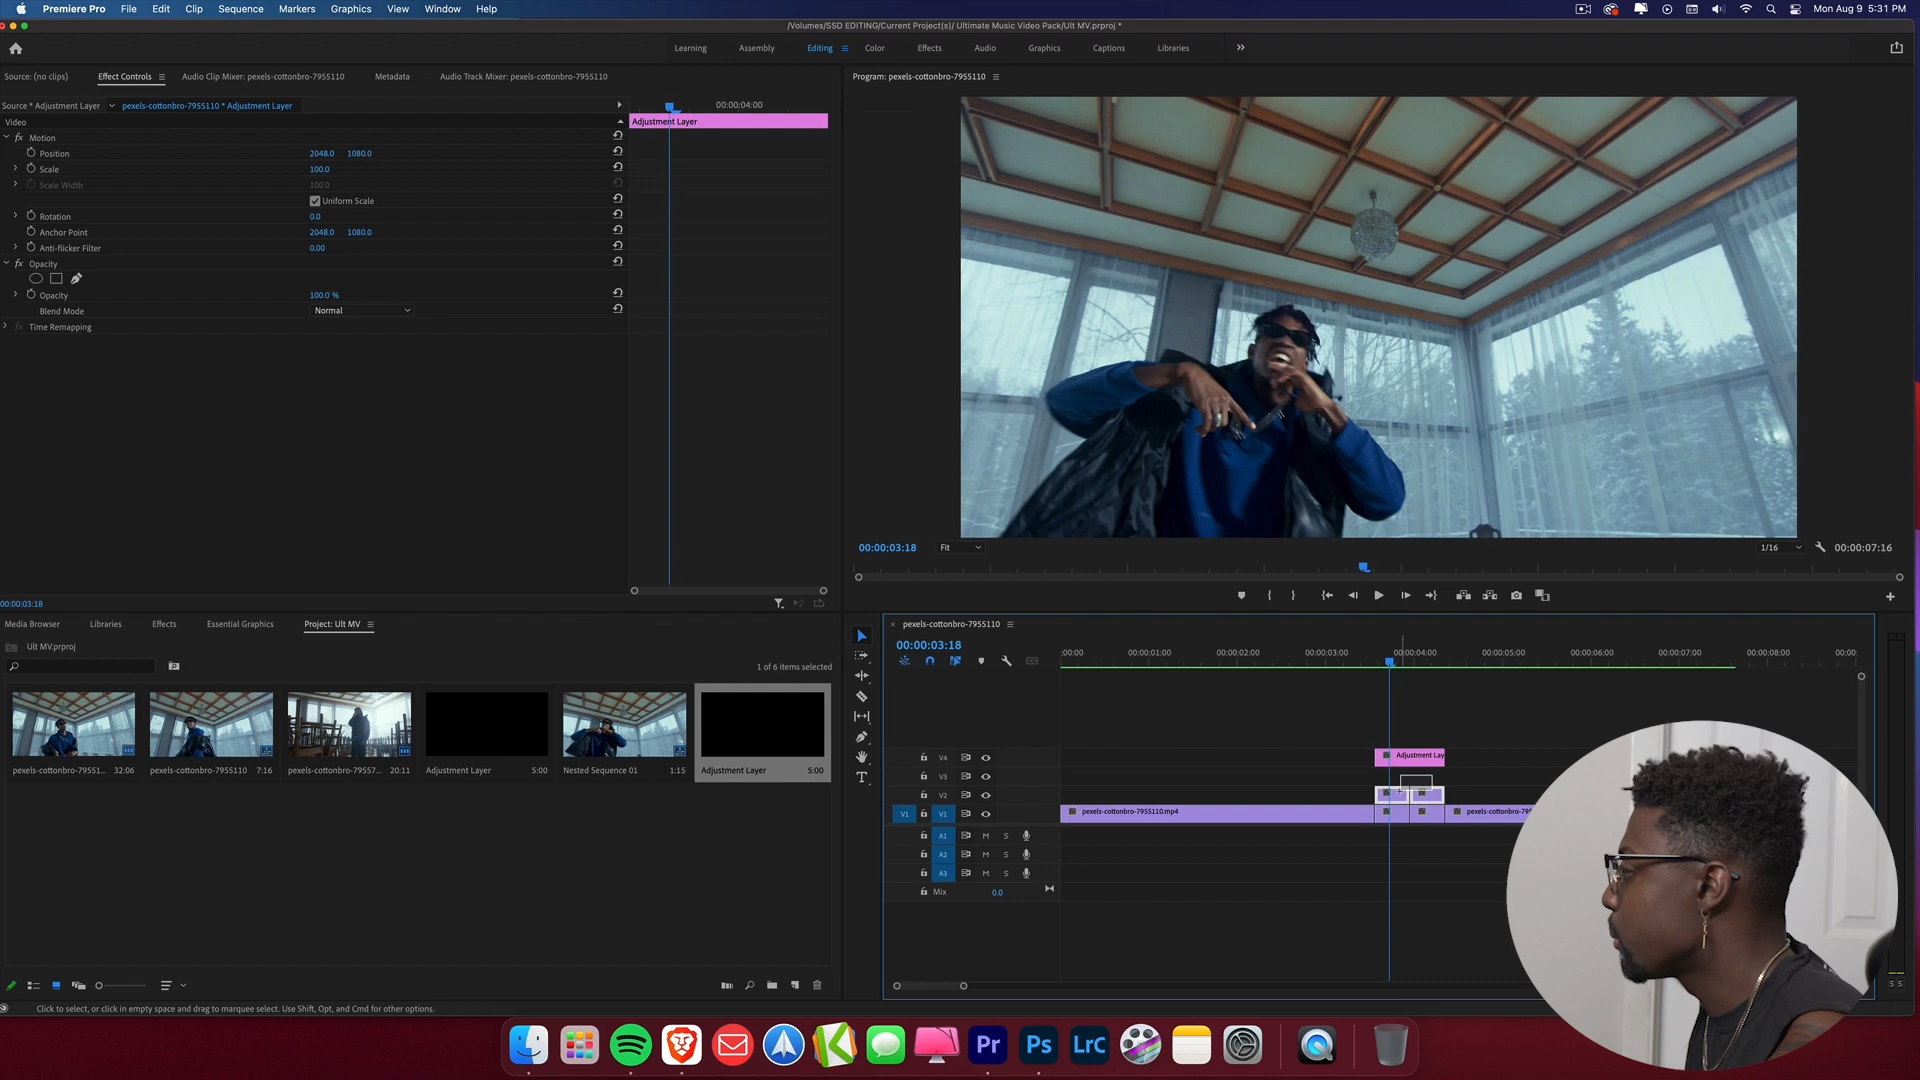 Premiere Pro File Edit Clip Sequence Markers Graphics View Window Help Mon Aug 9 5:31 PM
/Volumes/SSD EDITING/Current Project(s)/ Ultimate Music Video Pack/Ult MV.prproj *
Learning Assembly Editing Color Effects Audio Graphics Captions Libraries
Source: (no clips) Effect Controls Audio Clip Mixer: pexels-cottonbro-7955110 Metadata Audio Track Mixer: pexels-cottonbro-7955110
Program: pexels-cottonbro-7955110
Source * Adjustment Layer pexels-cottonbro-7955110 * Adjustment Layer 00:00;04:00
Video Adjustment Layer
fx Motion
Position 2048.0 1080.0
Scale 100.0
Scale Width 100.0
Uniform Scale
Rotation 0.0
Anchor Point 2048.0 1080.0
Anti-flicker Filter 0.00
fx Opacity
Opacity 100.0 %
Blend Mode Normal
Time Remapping
00:00:03:18 Fit 1/16 00:00:07:16
00:00:03:18
Media Browser Libraries Effects Essential Graphics Project: Ult MV
Ult MV.prproj
1 of 6 items selected
pexels-cottonbro-79551... 32:06 pexels-cottonbro-7955110 7:16 pexels-cottonbro-79557... 20:11 Adjustment Layer 5:00 Nested Sequence 01 1:15 Adjustment Layer 5:00
pexels-cottonbro-7955110
00:00:03:18
:00:00 00:00:01:00 00:00:02:00 00:00:03:00 00:00:04:00 00:00:05:00 00:00:06:00 00:00:07:00 00:00:08:00 00:00:
V4 Adjustment Lay
V3
V2
V1 V1 pexels-cottonbro-7955110.mp4 pexels-cottonbro-795
A1 M S
A2 M S
A3 M S
Mix 0.0
S S
Click to select, or click in empty space and drag to marquee select. Use Shift, Opt, and Cmd for other options.
Pr Ps LrC